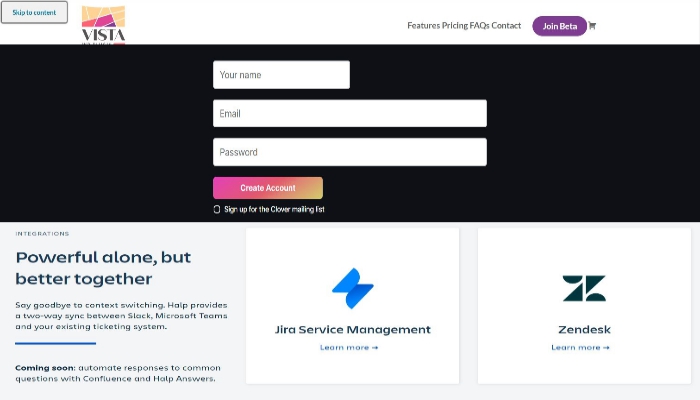 Skip to content
VISTA
Features Pricing FAQs Contact
Join Beta
Your name
Email
Password
Create Account
Sign up for the Clover mailing list
INTEGRATIONS
Powerful alone, but
better together
Say goodbye to context switching. Halp provides
a two-way sync between Slack, Microsoft Teams
and your existing ticketing system.
Coming soon: automate responses to common
questions with Confluence and Halp Answers.
Jira Service Management
Learn more →
Zendesk
Learn more →